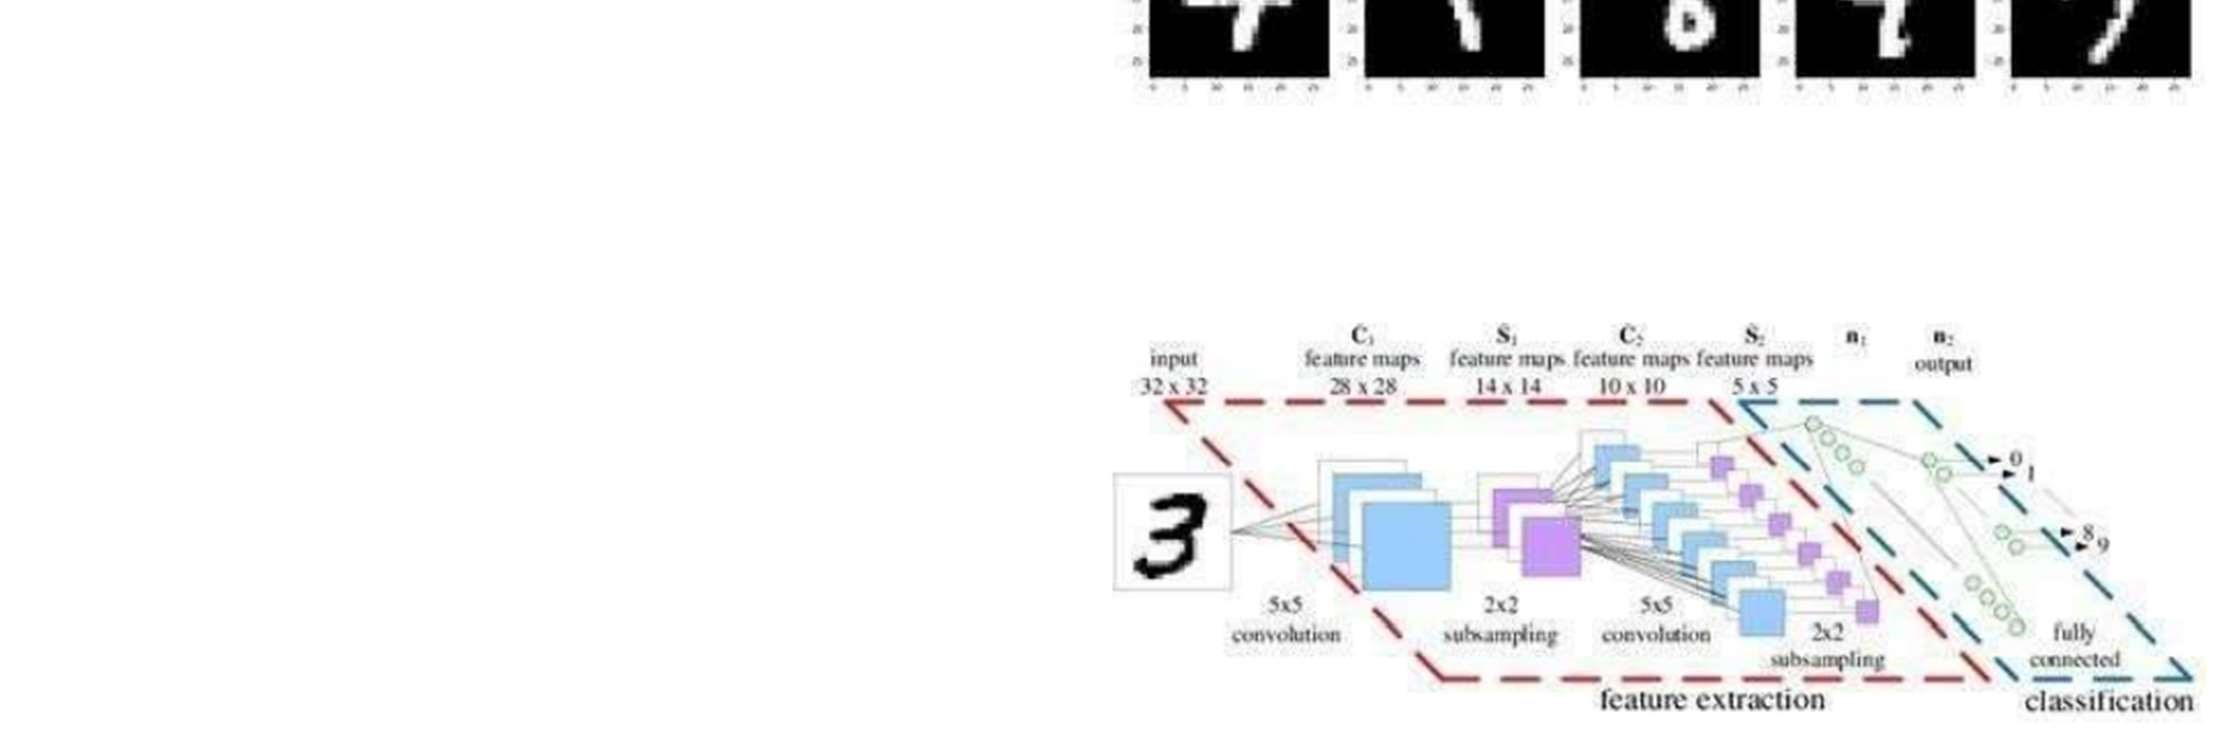 C₁ S₁ C₂ S₂ n₁ n₂
input feature maps feature maps feature maps feature maps output
32 x 32 28 x 28 14 x 14 10 x 10 5 x 5
0
1
3
8
9
5x5 2x2 5x5 2x2 fully
convolution subsampling convolution subsampling connected
feature extraction classification